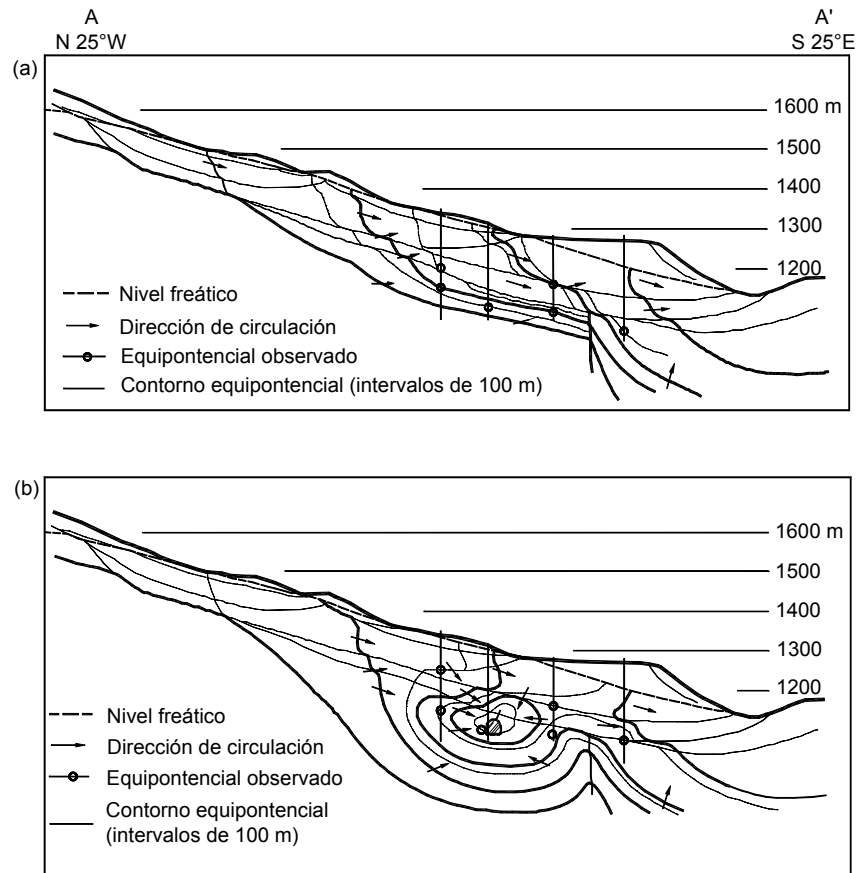 A
A'
N 25°W
S 25°E
(a)
1600 m
1500
1400
1300
1200
Nivel freático
Dirección de circulación
Equipontencial observado
Contorno equipontencial (intervalos de 100 m)
(b)
1600 m
1500
1400
1300
1200
Nivel freático
Dirección de circulación
Equipontencial observado
Contorno equipontencial
(intervalos de 100 m)